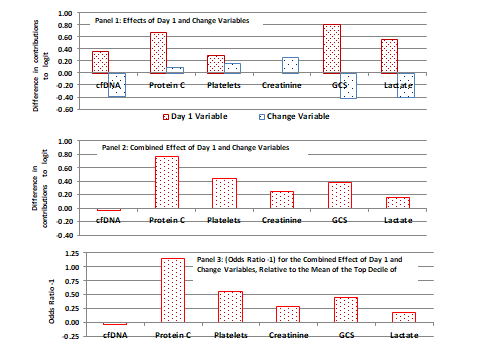 Panel 1: Effects of Day 1 and Change Variables
Difference in contributions
to logit
1.00
0.80
0.60
0.40
0.20
0.00
-0.20
-0.40
-0.60
cfDNA
Protein C
Platelets
Creatinine
GCS
Lactate
Day 1 Variable
Change Variable
Panel 2: Combined Effect of Day 1 and Change Variables
Difference in
contributions to logit
1.00
0.80
0.60
0.40
0.20
0.00
-0.20
-0.40
cfDNA
Protein C
Platelets
Creatinine
GCS
Lactate
Panel 3: (Odds Ratio -1) for the Combined Effect of Day 1 and
Change Variables, Relative to the Mean of the Top Decile of
Odds Ratio -1
1.25
1.00
0.75
0.50
0.25
0.00
-0.25
cfDNA
Protein C
Platelets
Creatinine
GCS
Lactate